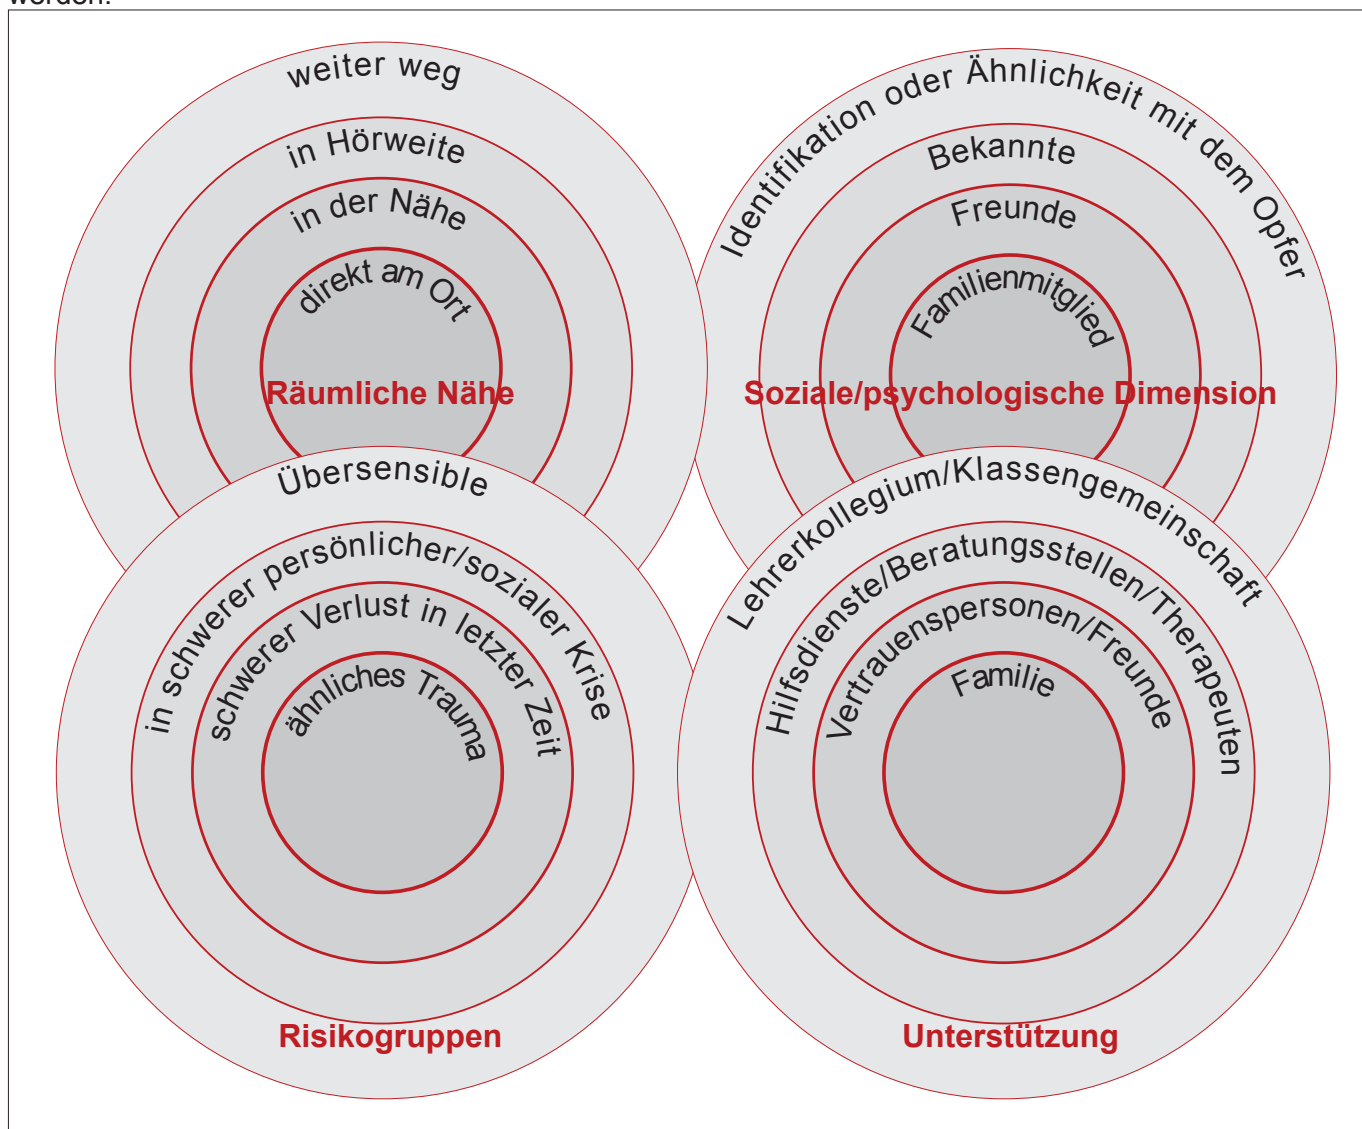 werden.
weiter weg
in Hörweite
in der Nähe
direkt am Ort
Räumliche Nähe
Identifikation oder Ähnlichkeit mit dem Opfer
Bekannte
Freunde
Familienmitglied
Soziale/psychologische Dimension
Übersensible
in schwerer persönlicher/sozialer Krise
schwerer Verlust in letzter Zeit
ähnliches Trauma
Risikogruppen
Lehrerkollegium/Klassengemeinschaft
Hilfsdienste/Beratungsstellen/Therapeuten
Vertrauenspersonen/Freunde
Familie
Unterstützung